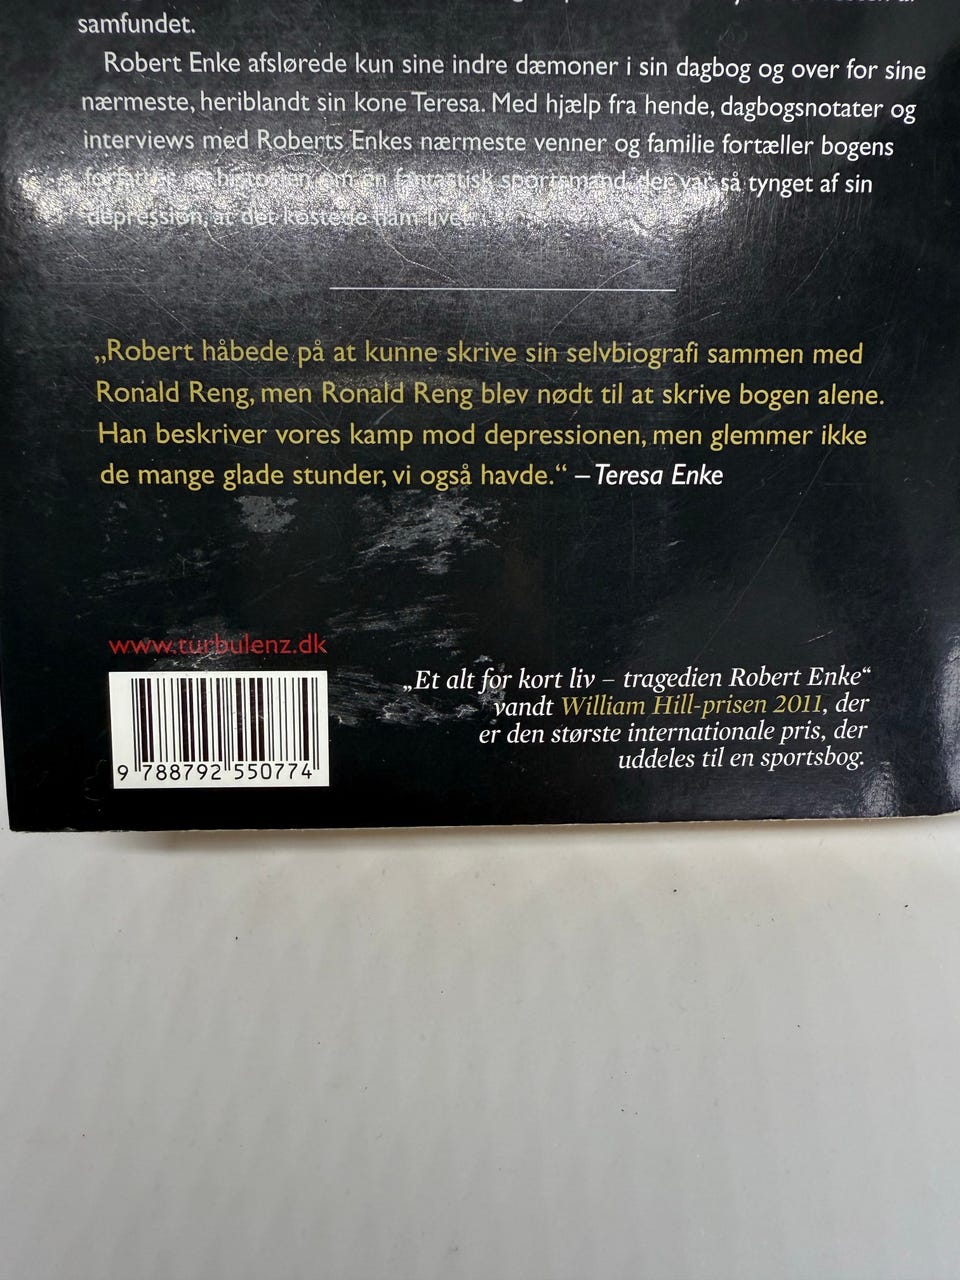 samfundet.
Robert Enke afslørede kun sine indre dæmoner i sin dagbog og over for sine
nærmeste, heriblandt sin kone Teresa. Med hjælp fra hende, dagbogsnotater og
interviews med Roberts Enkes nærmeste venner og familie fortæller bogens
historien om en fantastisk sportsmand, der var så tynget af sin
depression, at det kostede ham livet.
„Robert håbede på at kunne skrive sin selvbiografi sammen med
Ronald Reng, men Ronald Reng blev nødt til at skrive bogen alene.
Han beskriver vores kamp mod depressionen, men glemmer ikke
de mange glade stunder, vi også havde.“ – Teresa Enke
www.turbulenz.dk
9 788792 550774
„Et alt for kort liv – tragedien Robert Enke“
vandt William Hill-prisen 2011, der
er den største internationale pris, der
uddeles til en sportsbog.